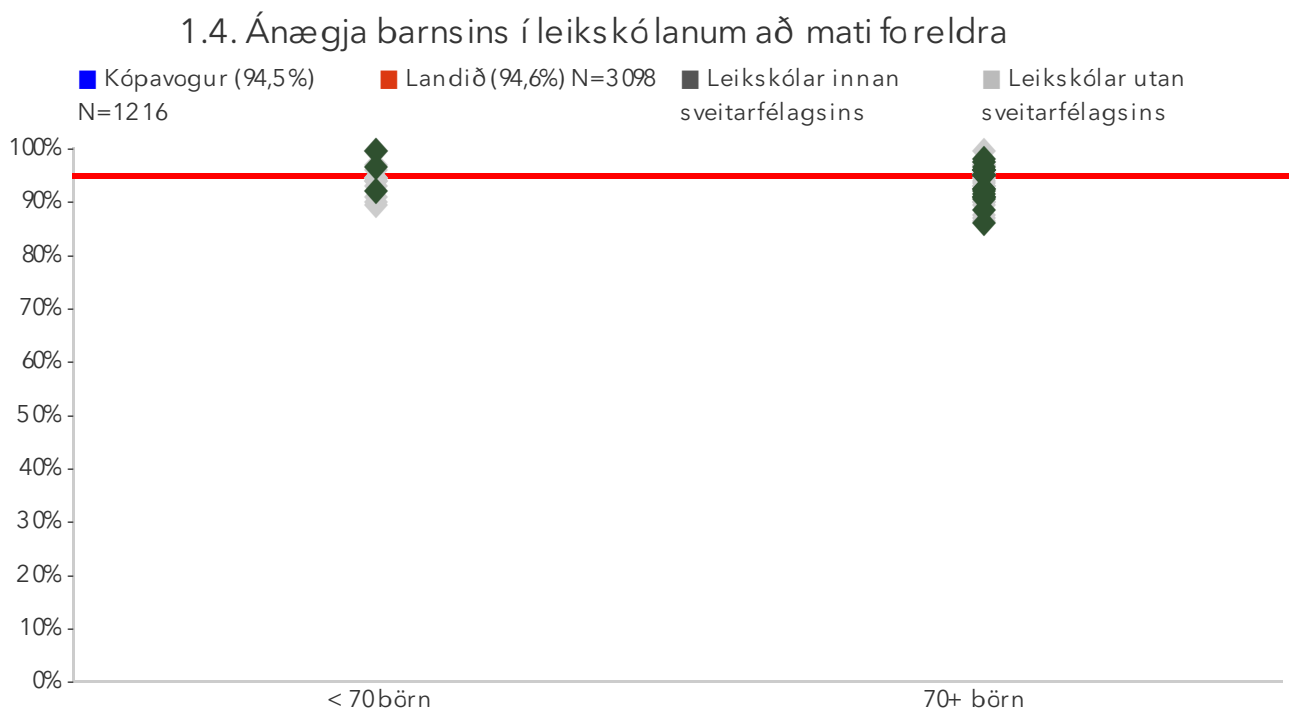 1.4. Ánægja barnsins í leikskólanum að mati foreldra
Kópavogur (94,5%)
N=1216
Landið (94,6%) N=3098
Leikskólar innan
sveitarfélagsins
Leikskólar utan
sveitarfélagsins
100%
90%
80%
70%
60%
50%
40%
30%
20%
10%
0%
< 70 börn
70+ börn